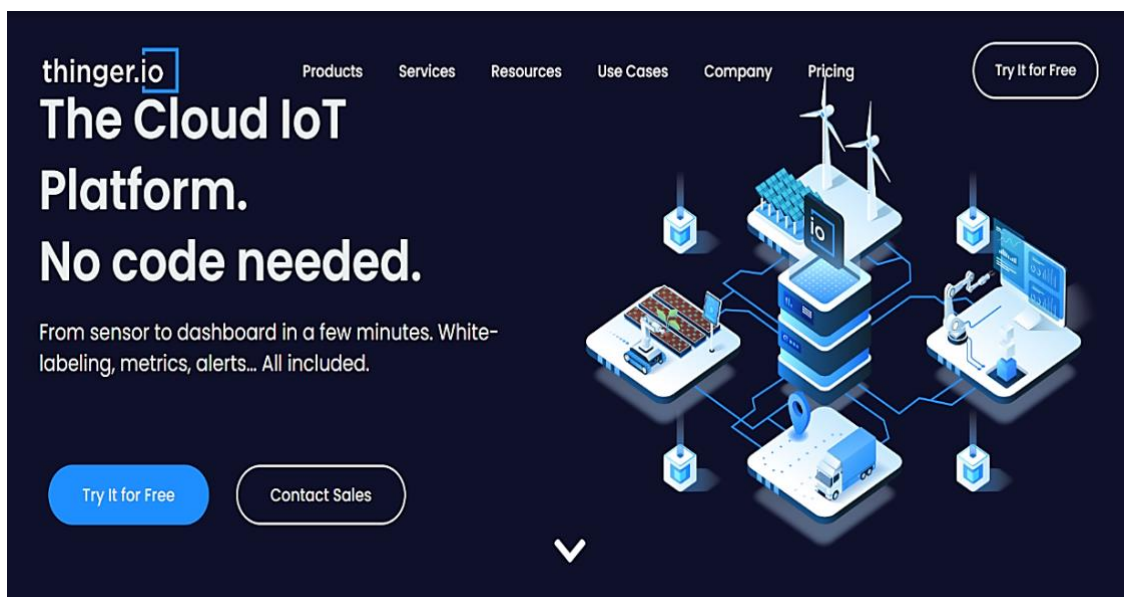 thinger.io
Products Services Resources Use Cases Company Pricing
Try It for Free
The Cloud IoT
Platform.
No code needed.
From sensor to dashboard in a few minutes. White-
labeling, metrics, alerts... All included.
Try It for Free
Contact Sales
io